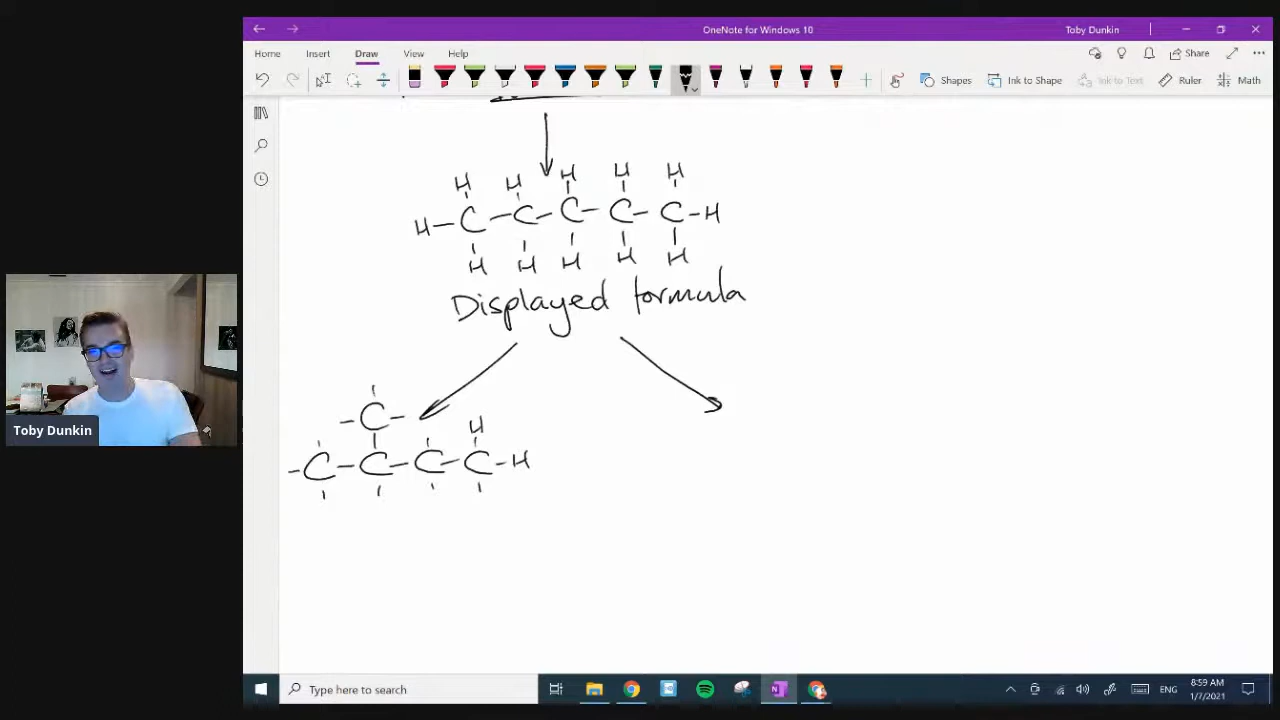 OneNote for Windows 10
Toby Dunkin
Home Insert Draw View Help
Share
Shapes Ink to Shape Ink to Text Ruler Math
H H H H H
H-C-C-C-C-C-H
H H H H H
Displayed formula
-C-
H
-C-C-C-C-H
Toby Dunkin
Type here to search
ENG
8:59 AM
1/7/2021